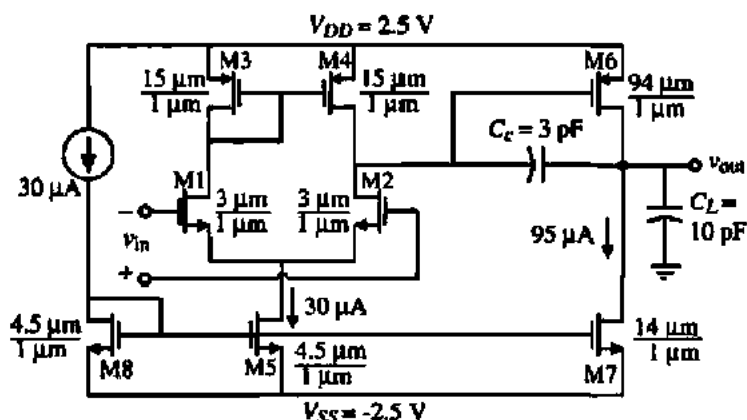 V_DD = 2.5 V
M3
M4
M6
15 µm
1 µm
15 µm
1 µm
94 µm
1 µm
C_c = 3 pF
v_out
30 µA
M1
M2
3 µm
1 µm
3 µm
1 µm
–
v_in
+
C_L =
10 pF
95 µA
30 µA
4.5 µm
1 µm
M8
M5
4.5 µm
1 µm
14 µm
1 µm
M7
V_SS = -2.5 V